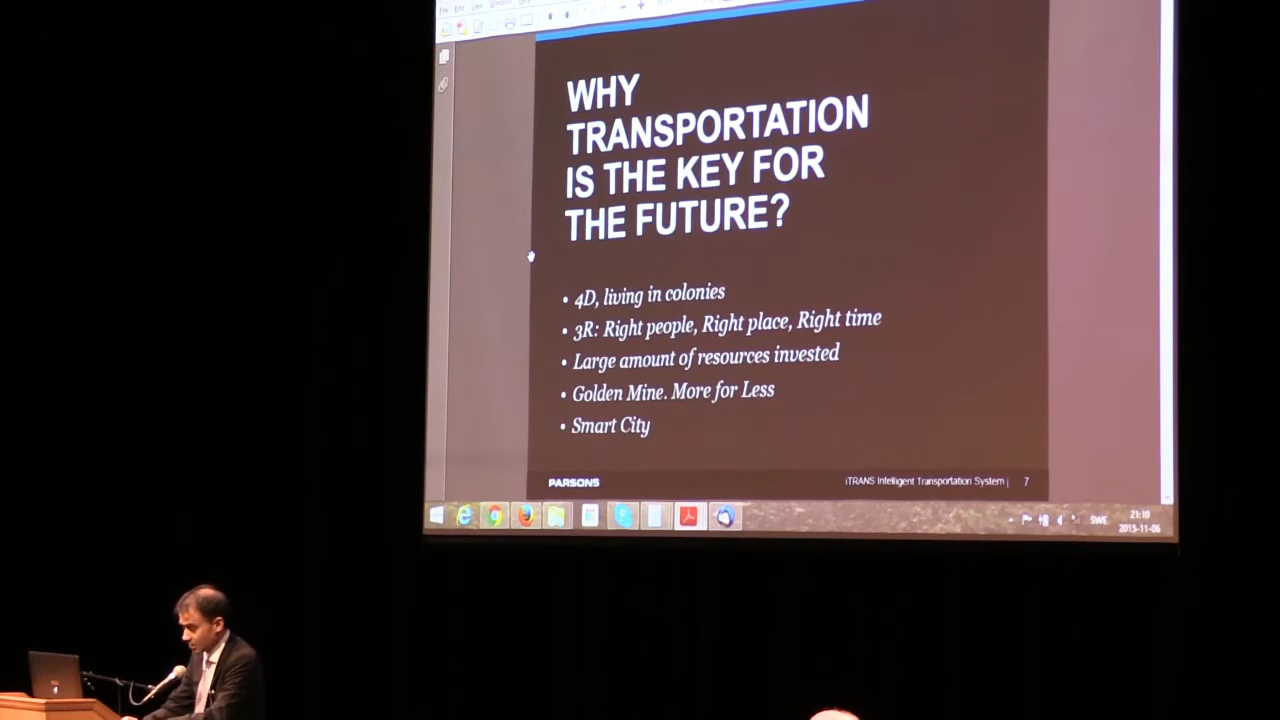 WHY
TRANSPORTATION
IS THE KEY FOR
THE FUTURE?
• 4D, living in colonies
• 3R: Right people, Right place, Right time
• Large amount of resources invested
• Golden Mine. More for Less
• Smart City
PARSONS
iTRANS Intelligent Transportation System | 7
SWE
21:10
2015-11-06